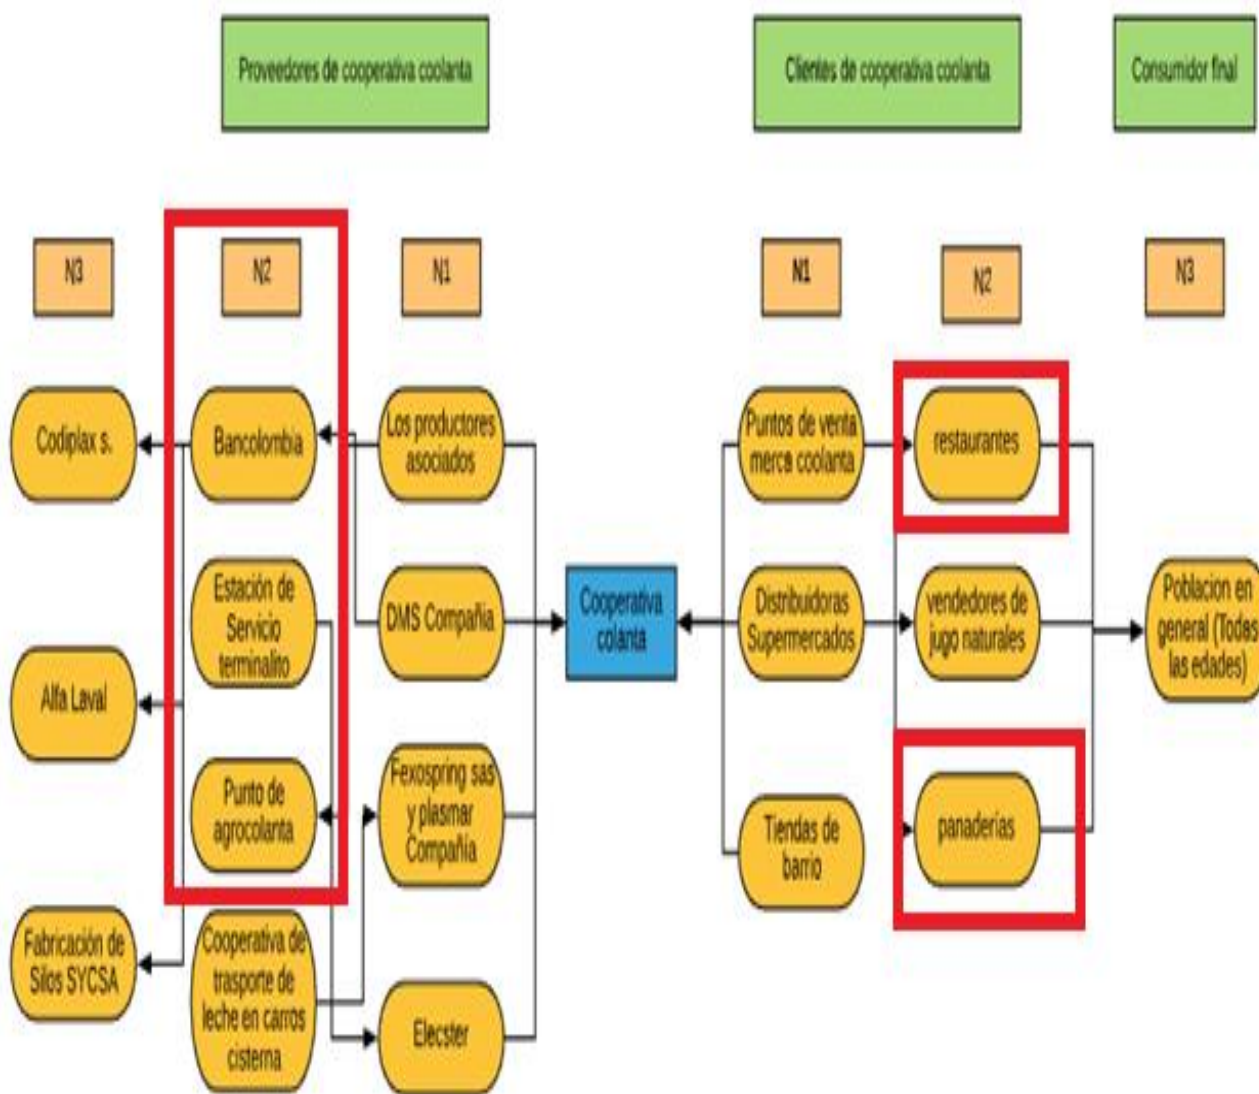 Proveedores de cooperativa coolanta
Clientes de cooperativa coolanta
Consumidor final
N3
N2
N1
N1
N2
N3
Codiplax s.
Bancolombia
Los productores
asociados
Puntos de venta
merca coolanta
restaurantes
Alfa Laval
Estación de
Servicio
terminalito
DMS Compañia
Cooperativa
colanta
Distribuidoras
Supermercados
vendedores de
jugo naturales
Poblacion en
general (Todas
las edades)
Punto de
agrocolanta
Fexospring sas
y plasmar
Compañia
Tiendas de
barrio
panaderias
Fabricación de
Silos SYCSA
Cooperativa de
trasporte de
leche en carros
cisterna
Elecster